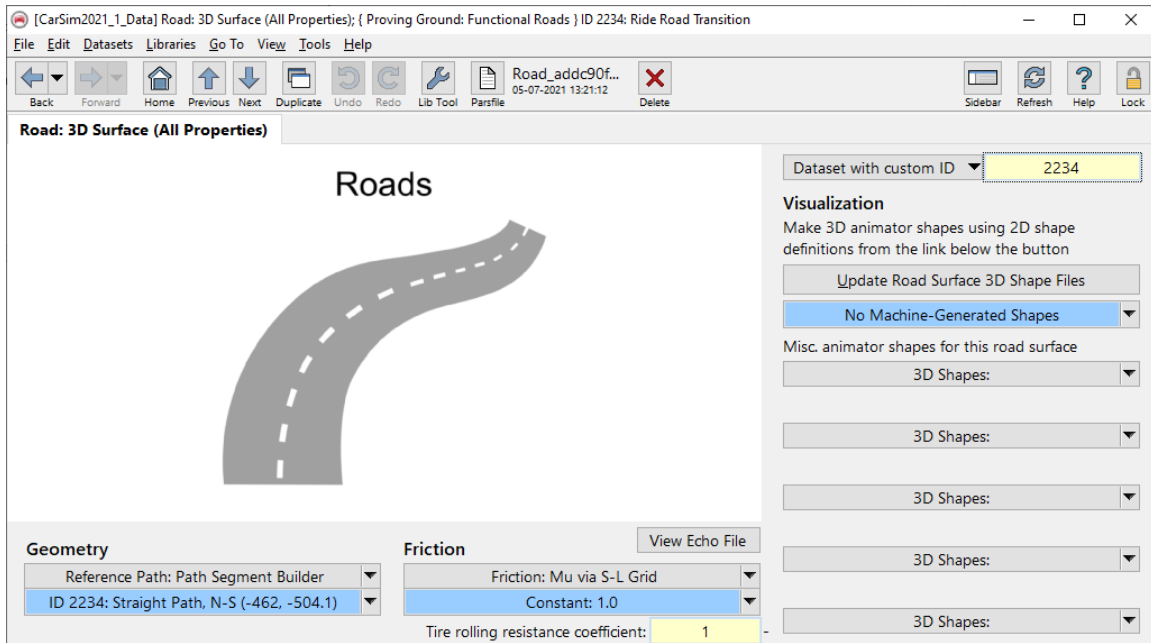 [CarSim2021_1_Data] Road: 3D Surface (All Properties); { Proving Ground: Functional Roads } ID 2234: Ride Road Transition
File Edit Datasets Libraries Go To View Tools Help
Road_addc90f...
05-07-2021 13:21:12
Back Forward Home Previous Next Duplicate Undo Redo Lib Tool Parsfile Delete Sidebar Refresh Help Lock
Road: 3D Surface (All Properties)
Roads
Dataset with custom ID 2234
Visualization
Make 3D animator shapes using 2D shape
definitions from the link below the button
Update Road Surface 3D Shape Files
No Machine-Generated Shapes
Misc. animator shapes for this road surface
3D Shapes:
3D Shapes:
3D Shapes:
3D Shapes:
3D Shapes:
View Echo File
Geometry
Reference Path: Path Segment Builder
ID 2234: Straight Path, N-S (-462, -504.1)
Friction
Friction: Mu via S-L Grid
Constant: 1.0
Tire rolling resistance coefficient: 1 -